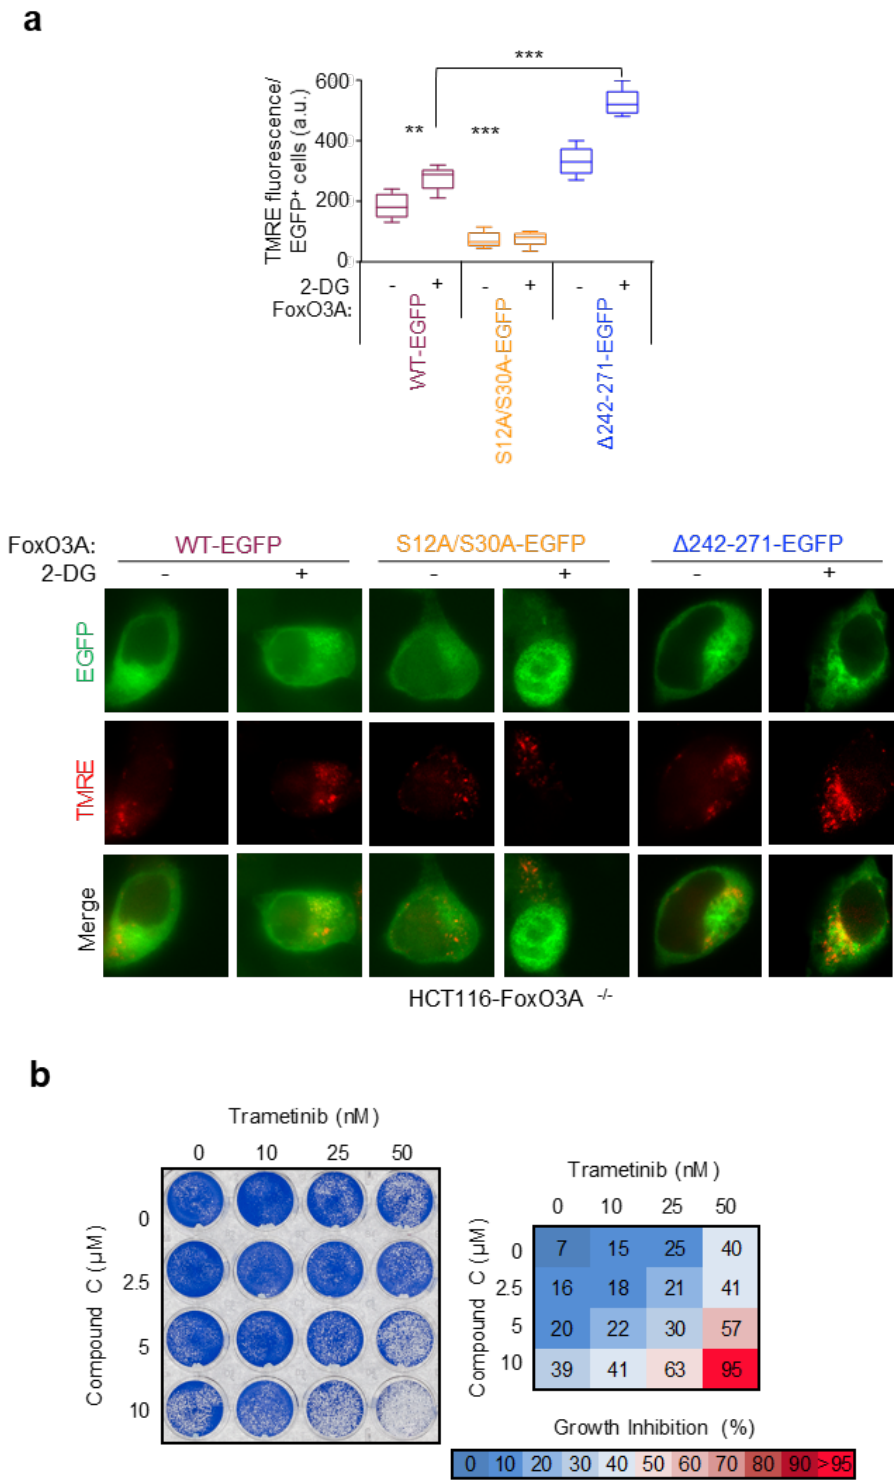 a
***
TMRE fluorescence/
EGFP⁺ cells (a.u.)
600
400
200
0
**
***
2-DG - + - + - +
FoxO3A:
WT-EGFP
S12A/S30A-EGFP
Δ242-271-EGFP
FoxO3A: WT-EGFP S12A/S30A-EGFP Δ242-271-EGFP
2-DG - + - + - +
EGFP
TMRE
Merge
HCT116-FoxO3A -/-
b
Trametinib (nM)
0 10 25 50
Compound C (µM)
0
2.5
5
10
Trametinib (nM)
0 10 25 50
Compound C (µM)
0 7 15 25 40
2.5 16 18 21 41
5 20 22 30 57
10 39 41 63 95
Growth Inhibition (%)
0 10 20 30 40 50 60 70 80 90 >95